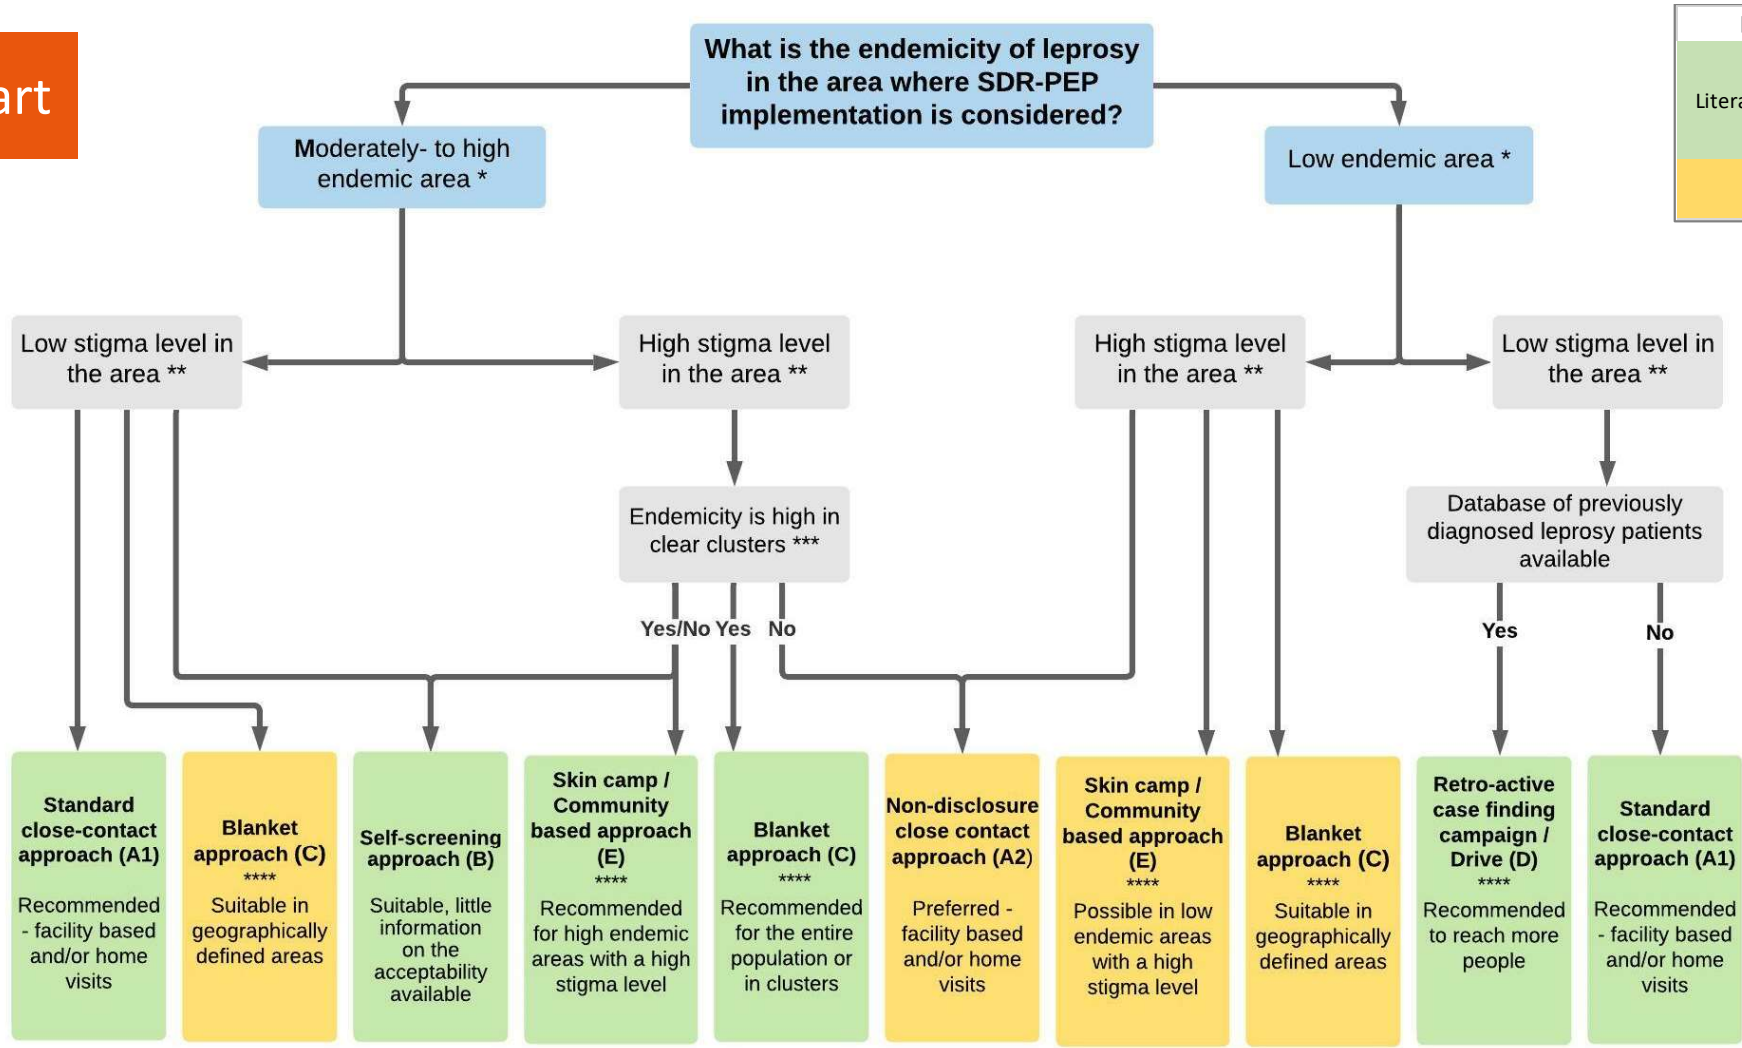 art
What is the endemicity of leprosy
in the area where SDR-PEP
implementation is considered?
Litera
Moderately- to high
endemic area *
Low endemic area *
Low stigma level in
the area **
High stigma level
in the area **
High stigma level
in the area **
Low stigma level in
the area **
Endemicity is high in
clear clusters ***
Database of previously
diagnosed leprosy patients
available
Yes/No
Yes
No
Yes
No
Standard
close-contact
approach (A1)
Recommended
- facility based
and/or home
visits
Blanket
approach (C)
****
Suitable in
geographically
defined areas
Self-screening
approach (B)
Suitable, little
information
on the
acceptability
available
Skin camp /
Community
based approach
(E)
****
Recommended
for high endemic
areas with a high
stigma level
Blanket
approach (C)
****
Recommended
for the entire
population or
in clusters
Non-disclosure
close contact
approach (A2)
Preferred -
facility based
and/or home
visits
Skin camp /
Community
based approach
(E)
****
Possible in low
endemic areas
with a high
stigma level
Blanket
approach (C)
****
Suitable in
geographically
defined areas
Retro-active
case finding
campaign /
Drive (D)
****
Recommended
to reach more
people
Standard
close-contact
approach (A1)
Recommended
- facility based
and/or home
visits